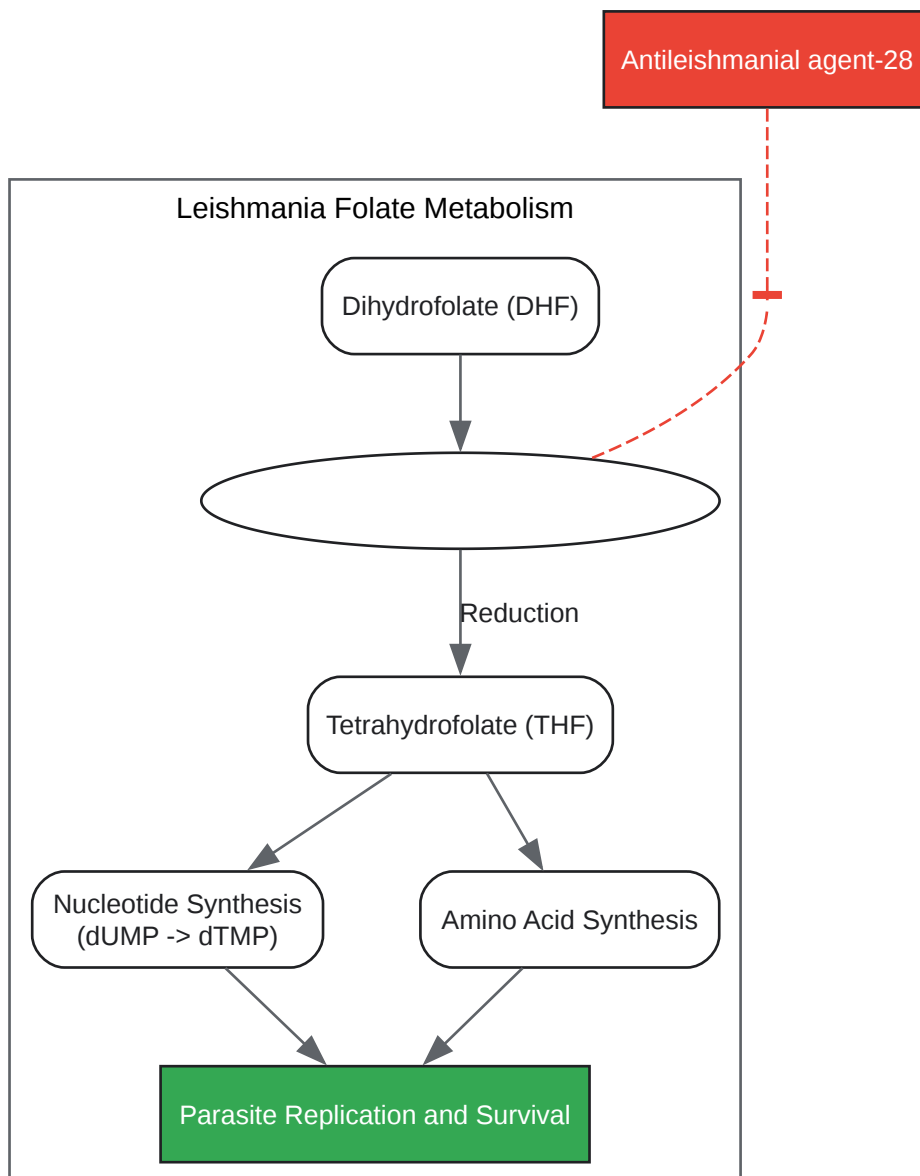 Antileishmanial agent-28
Leishmania Folate Metabolism
Dihydrofolate (DHF)
Reduction
Tetrahydrofolate (THF)
Nucleotide Synthesis
(dUMP -> dTMP)
Amino Acid Synthesis
Parasite Replication and Survival